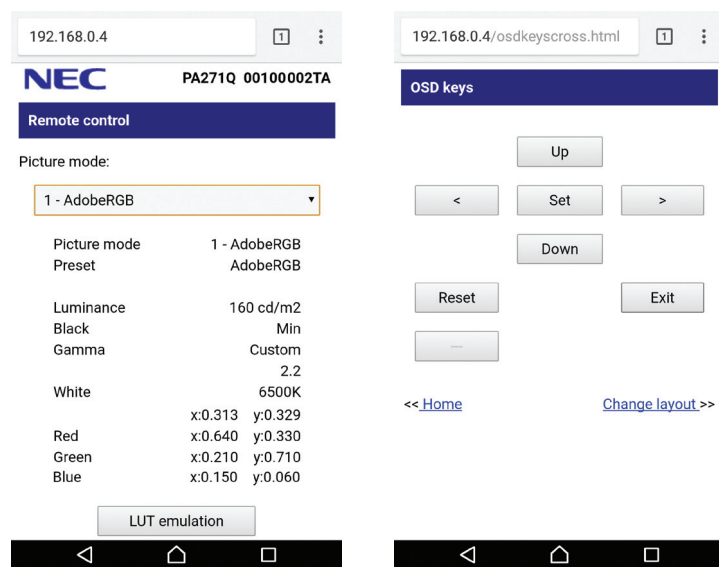 192.168.0.4
1
NEC
PA271Q 00100002TA
Remote control
Picture mode:
1 - AdobeRGB
Picture mode 1 - AdobeRGB
Preset AdobeRGB
Luminance 160 cd/m2
Black Min
Gamma Custom
2.2
White 6500K
x:0.313 y:0.329
Red x:0.640 y:0.330
Green x:0.210 y:0.710
Blue x:0.150 y:0.060
LUT emulation
192.168.0.4/osdkeyscross.html
1
OSD keys
Up
< Set >
Down
Reset Exit
—
<< Home Change layout >>